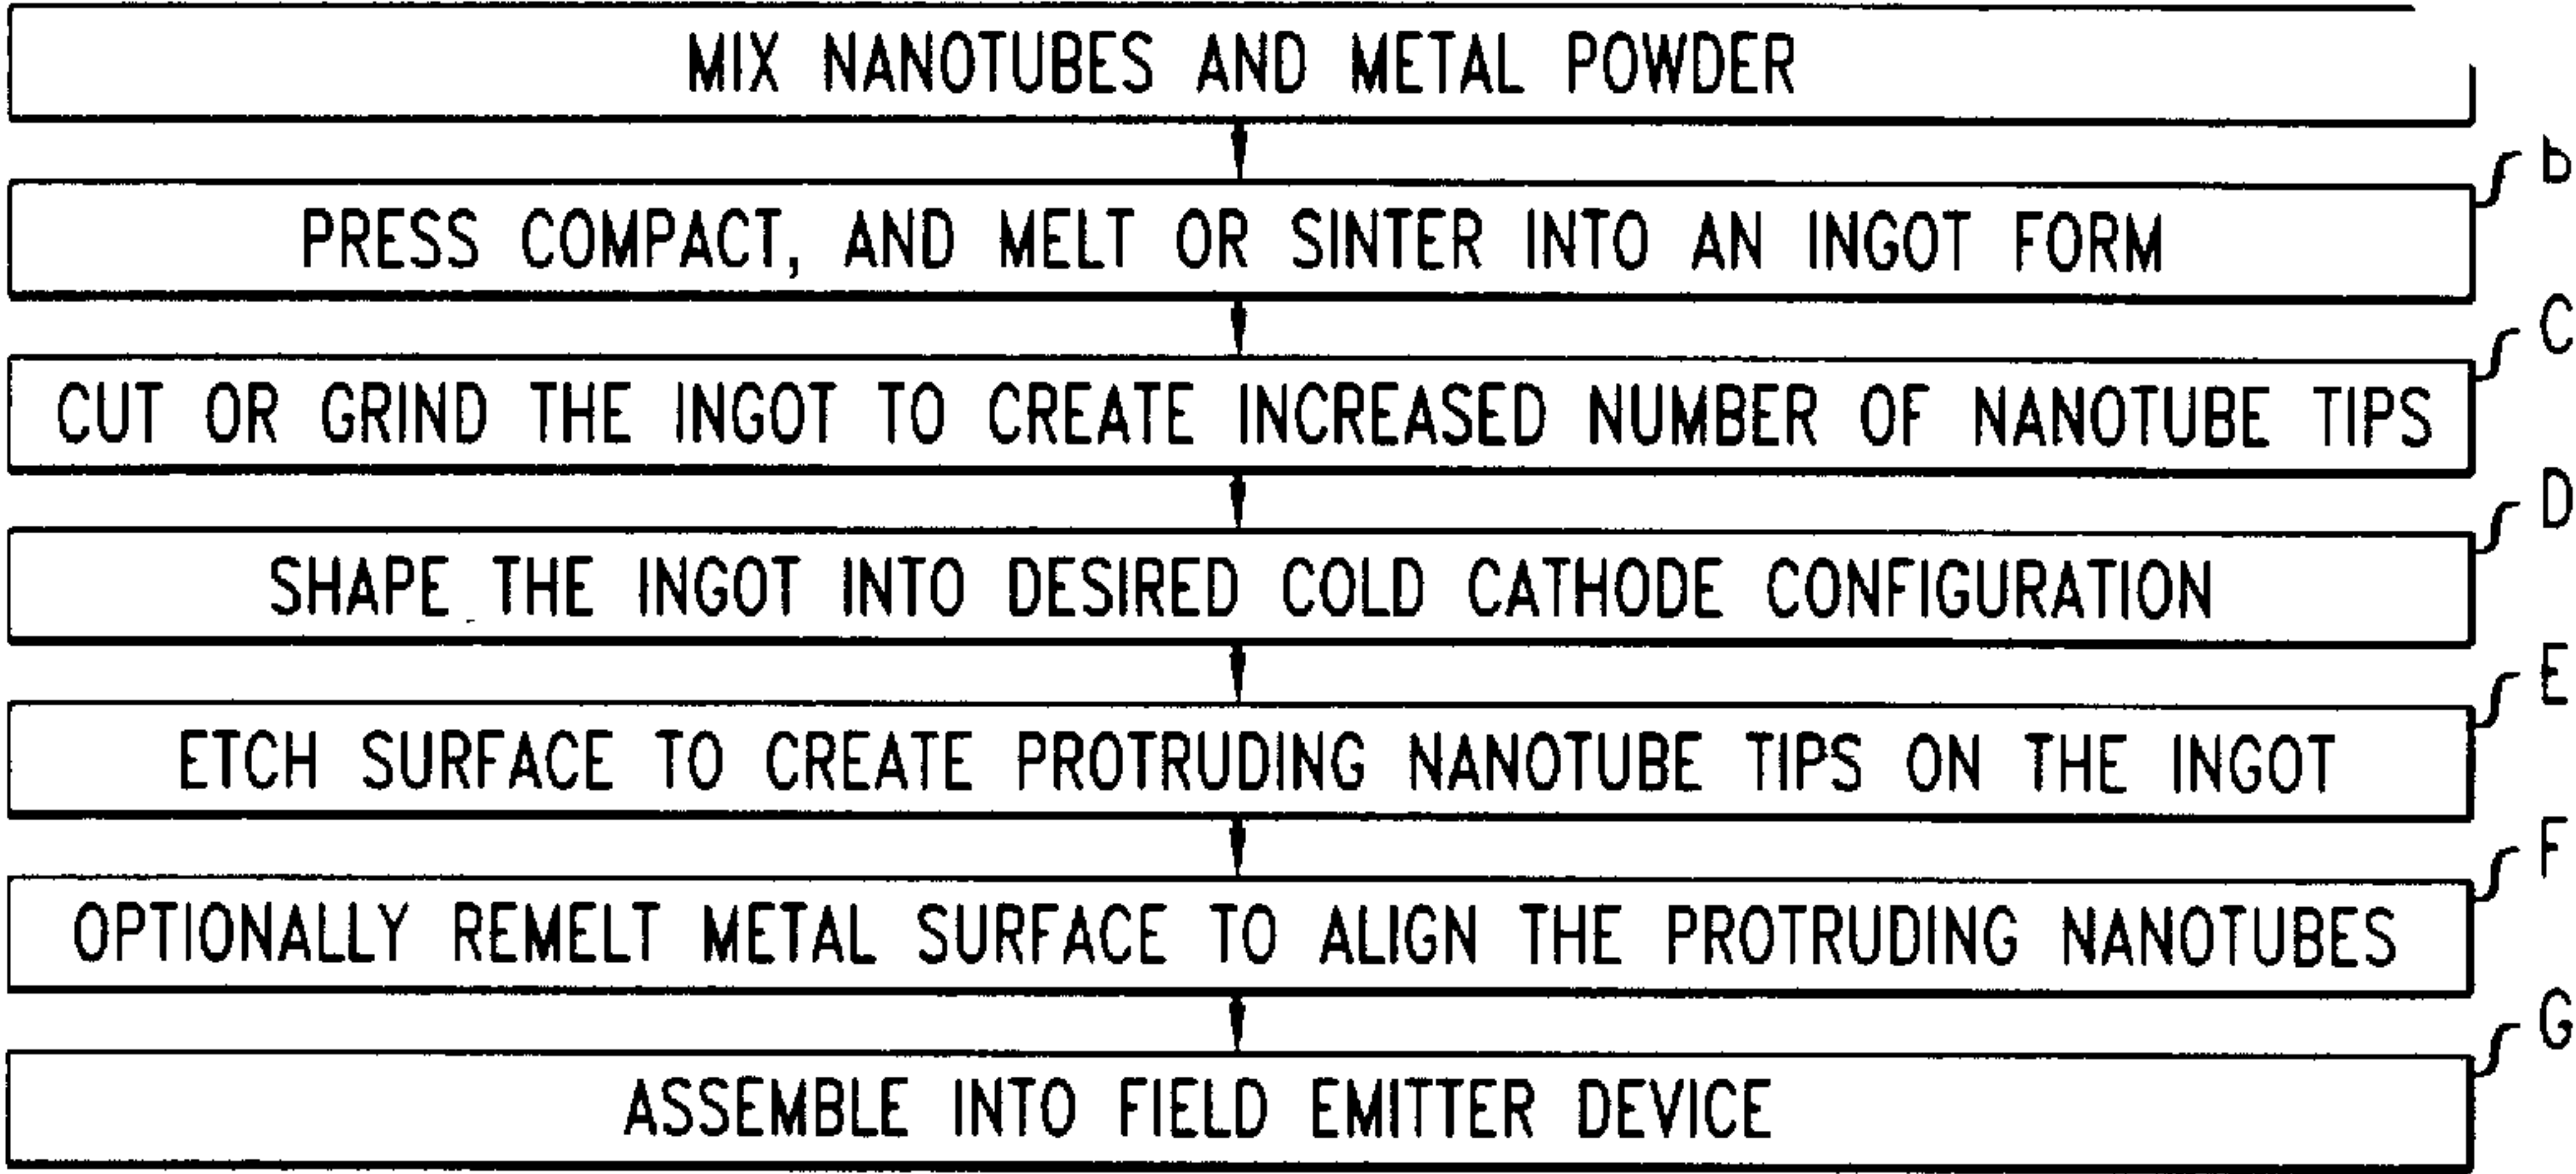 MIX NANOTUBES AND METAL POWDER
B
PRESS COMPACT, AND MELT OR SINTER INTO AN INGOT FORM
C
CUT OR GRIND THE INGOT TO CREATE INCREASED NUMBER OF NANOTUBE TIPS
D
SHAPE THE INGOT INTO DESIRED COLD CATHODE CONFIGURATION
E
ETCH SURFACE TO CREATE PROTRUDING NANOTUBE TIPS ON THE INGOT
F
OPTIONALLY REMELT METAL SURFACE TO ALIGN THE PROTRUDING NANOTUBES
G
ASSEMBLE INTO FIELD EMITTER DEVICE